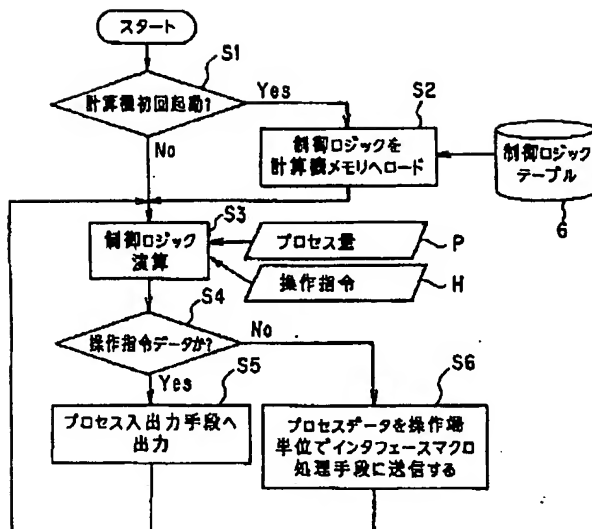 スタート
S1
計算機初回起動?
Yes
No
S2
制御ロジックを
計算機メモリへロード
制御ロジック
テーブル
6
S3
制御ロジック
演算
プロセス量
P
操作指令
H
S4
操作指令データか?
No
Yes
S5
プロセス入出力手段へ
出力
S6
プロセスデータを操作端
単位でインタフェースマクロ
処理手段に送信する